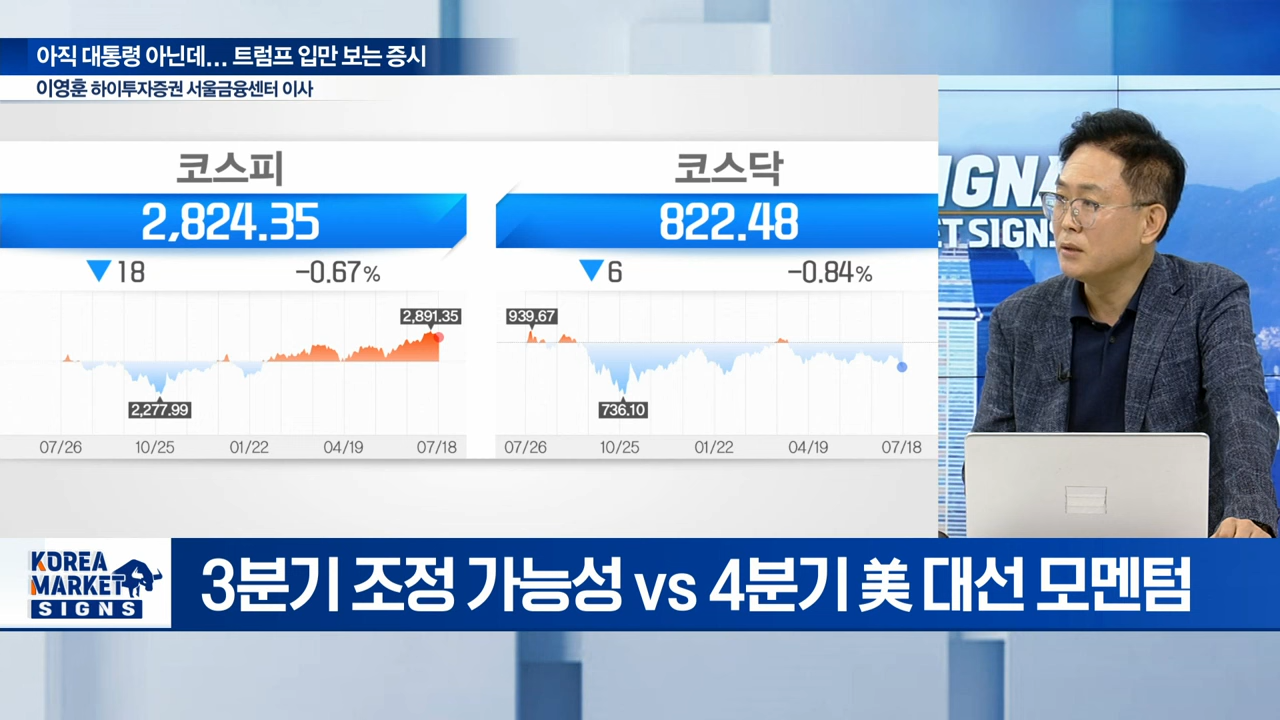 아직 대통령 아닌데... 트럼프 입만 보는 증시
이영훈 하이투자증권 서울금융센터 이사
코스피
2,824.35
▼18 -0.67%
2,891.35
2,277.99
07/26 10/25 0/22 04/19 07/18
코스닥
822.48
▼6 -0.84%
939.67
736.10
07/26 10/25 01/22 04/19 07/18
IGNA
ET SIGNS
KOREA
MARKET
SIGNS
3분기 조정 가능성 vs 4분기 美 대선 모멘텀